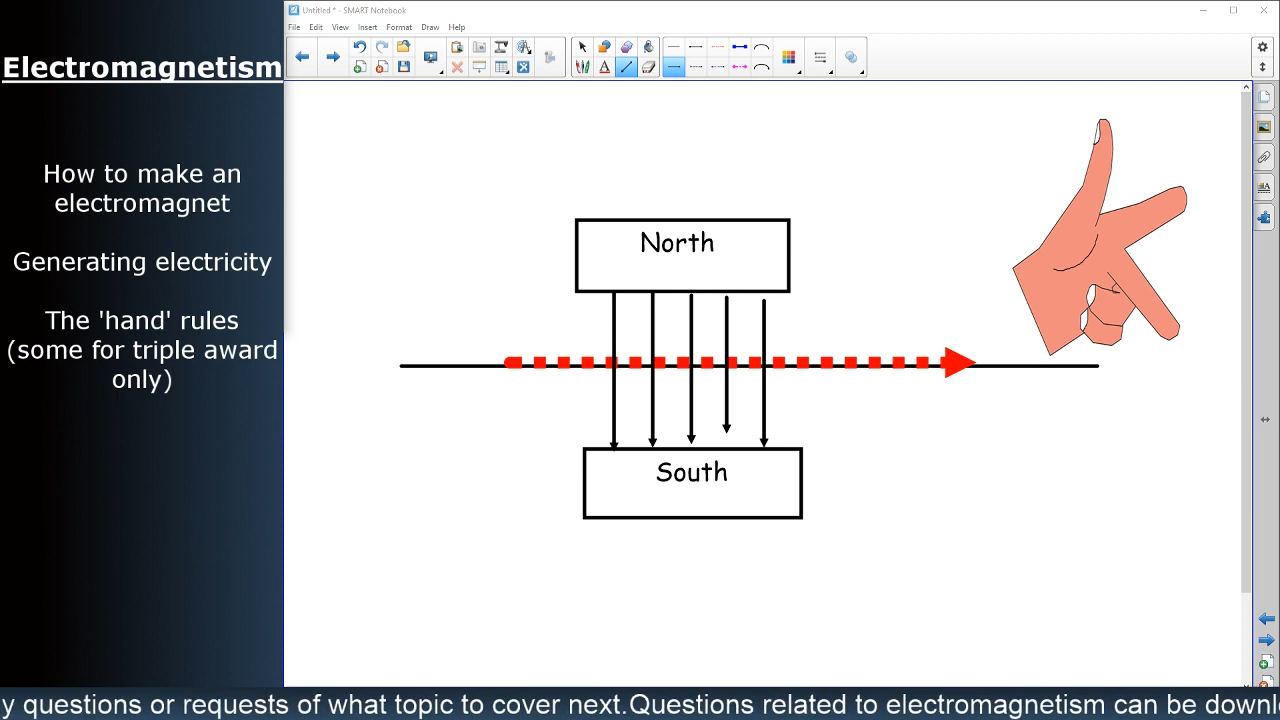 Untitled * - SMART Notebook
File Edit View Insert Format Draw Help
Electromagnetism
How to make an
electromagnet
Generating electricity
The 'hand' rules
(some for triple award
only)
North
South
y questions or requests of what topic to cover next.Questions related to electromagnetism can be downl